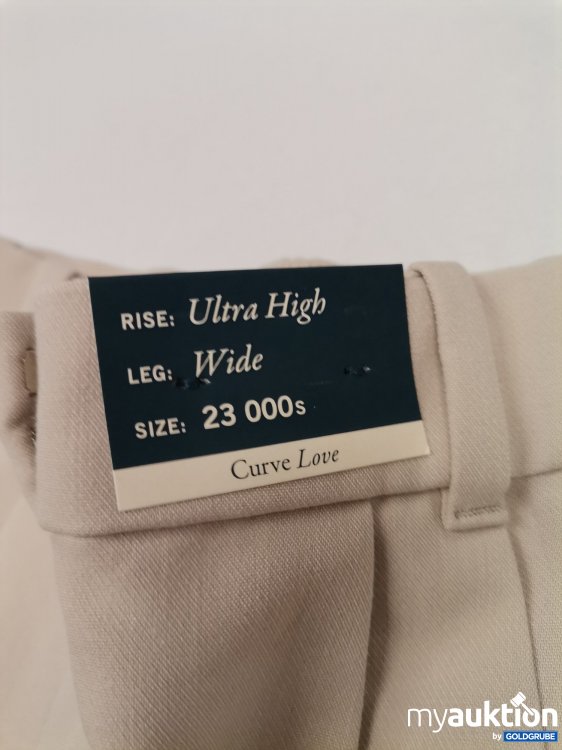 RISE: Ultra High
LEG: Wide
SIZE: 23 000s
Curve Love
myauktion
by GOLDGRUBE